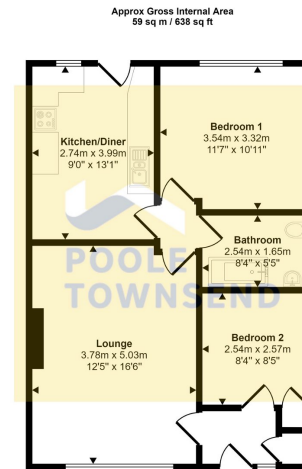 Approx Gross Internal Area
59 sq m / 638 sq ft
Kitchen/Diner
2.74m x 3.99m
9'0" x 13'1"
Bedroom 1
3.54m x 3.32m
11'7" x 10'11"
Bathroom
2.54m x 1.65m
8'4" x 5'5"
POOLE
TOWNSEND
Lounge
3.78m x 5.03m
12'5" x 16'6"
Bedroom 2
2.54m x 2.57m
8'4" x 8'5"